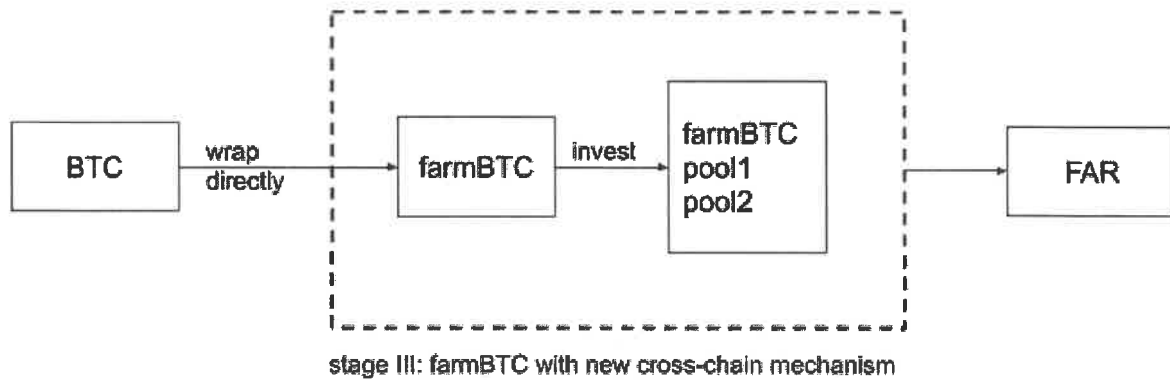 BTC
wrap
directly
farmBTC
invest
farmBTC
pool1
pool2
FAR
stage III: farmBTC with new cross-chain mechanism